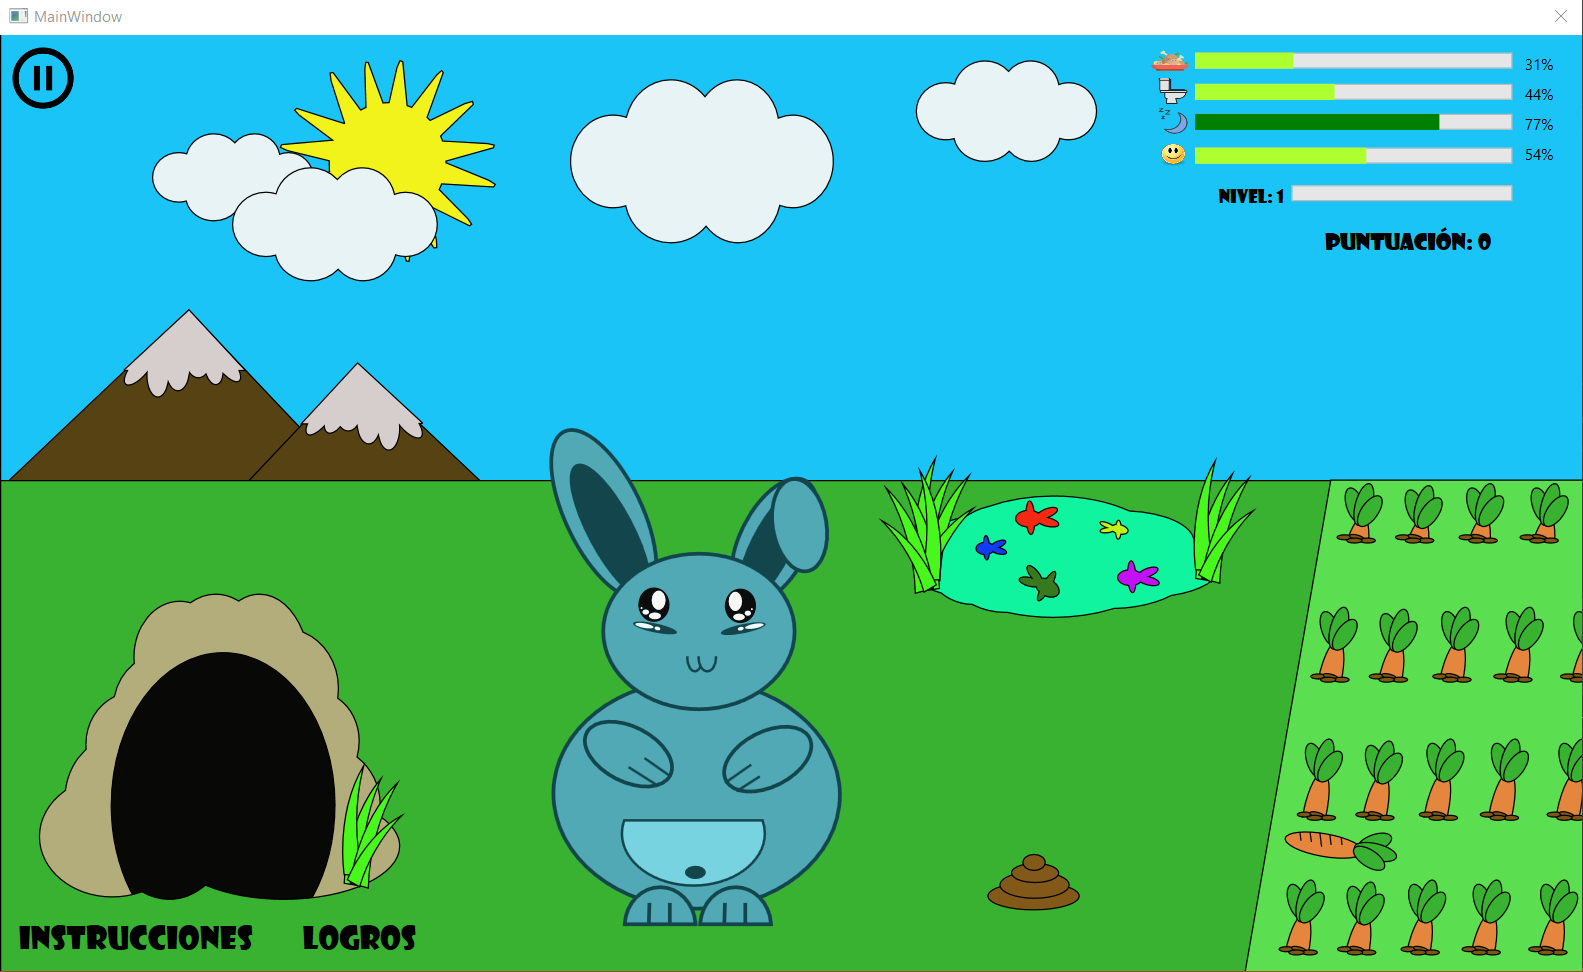 MainWindow
31%
44%
77%
54%
NIVEL: 1
PUNTUACIÓN: 0
INSTRUCCIONES
LOGROS